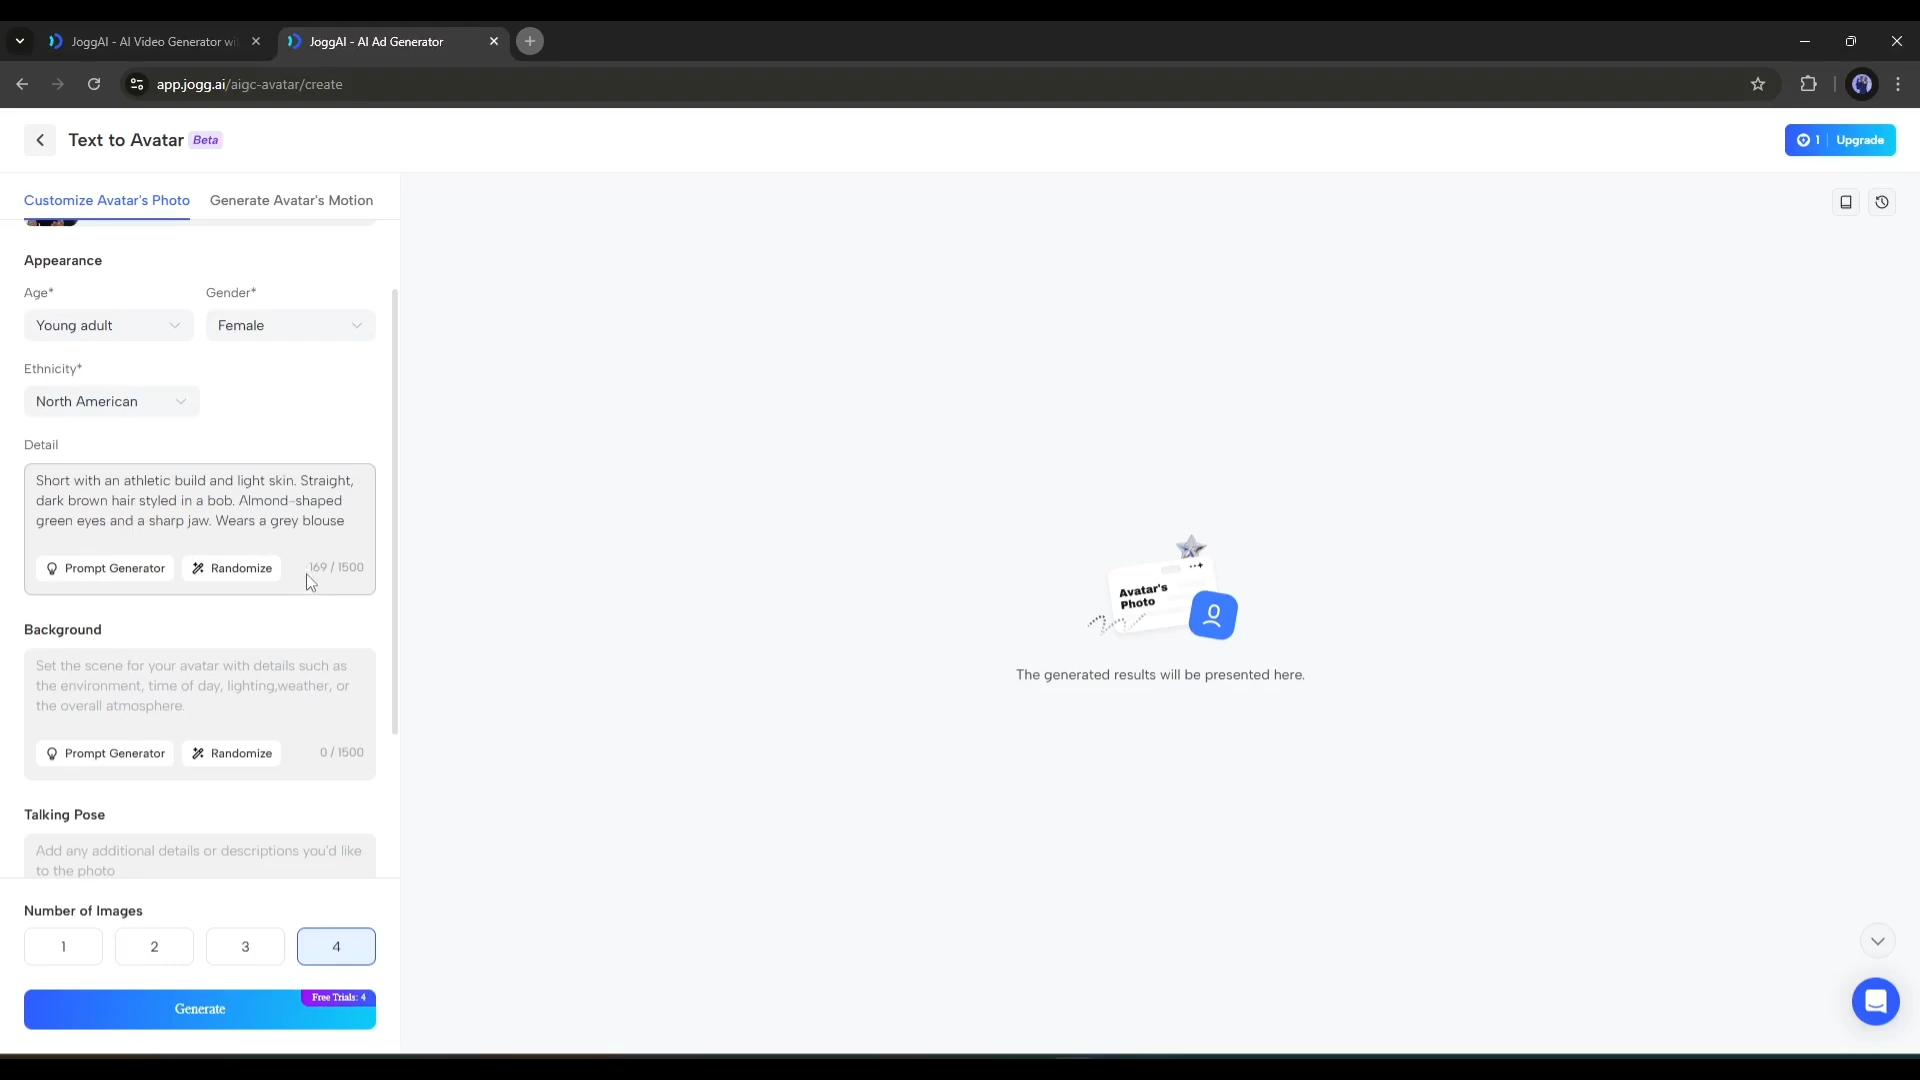 JoggAI - AI Video Generator wi
JoggAI - AI Ad Generator
app.jogg.ai/aigc-avatar/create
Text to Avatar Beta
1 Upgrade
Customize Avatar's Photo
Generate Avatar's Motion
Appearance
Age*
Gender*
Young adult
Female
Ethnicity*
North American
Detail
Short with an athletic build and light skin. Straight,
dark brown hair styled in a bob. Almond-shaped
green eyes and a sharp jaw. Wears a grey blouse
Prompt Generator
Randomize
169 / 1500
Background
Set the scene for your avatar with details such as
the environment, time of day, lighting,weather, or
the overall atmosphere.
Prompt Generator
Randomize
0 / 1500
Talking Pose
Add any additional details or descriptions you'd like
to the photo
Number of Images
1
2
3
4
Free Trials: 4
Generate
Avatar's
Photo
The generated results will be presented here.